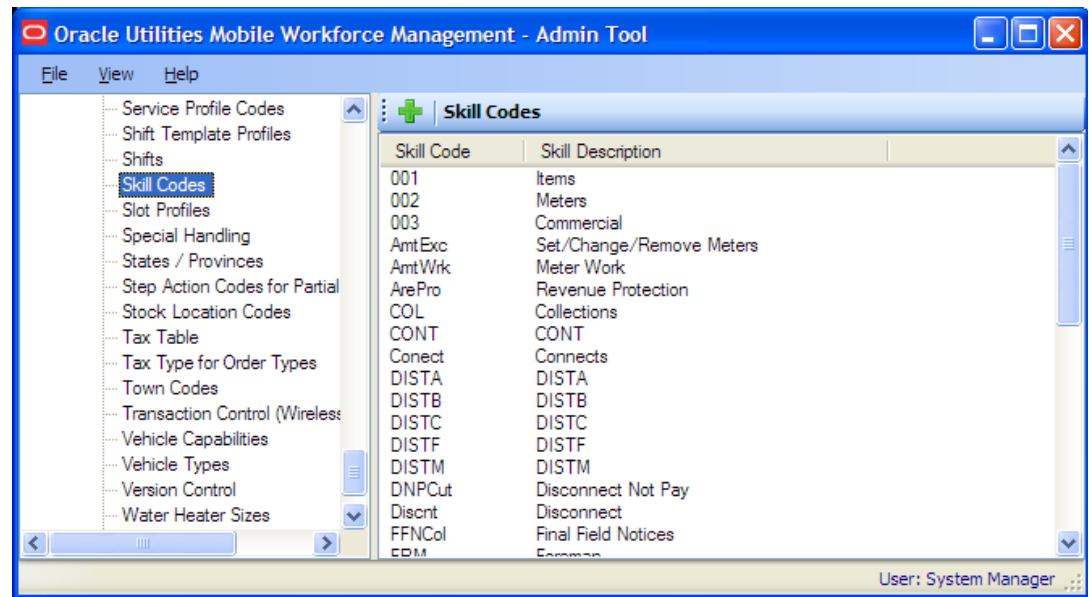 Oracle Utilities Mobile Workforce Management - Admin Tool
File View Help
Service Profile Codes
Shift Template Profiles
Shifts
Skill Codes
Slot Profiles
Special Handling
States / Provinces
Step Action Codes for Partial
Stock Location Codes
Tax Table
Tax Type for Order Types
Town Codes
Transaction Control (Wireless
Vehicle Capabilities
Vehicle Types
Version Control
Water Heater Sizes
Skill Codes
Skill Code Skill Description
001 Items
002 Meters
003 Commercial
AmtExc Set/Change/Remove Meters
AmtWrk Meter Work
ArePro Revenue Protection
COL Collections
CONT CONT
Conect Connects
DISTA DISTA
DISTB DISTB
DISTC DISTC
DISTF DISTF
DISTM DISTM
DNPCut Disconnect Not Pay
Discnt Disconnect
FFNCol Final Field Notices
FRM Foreman
User: System Manager